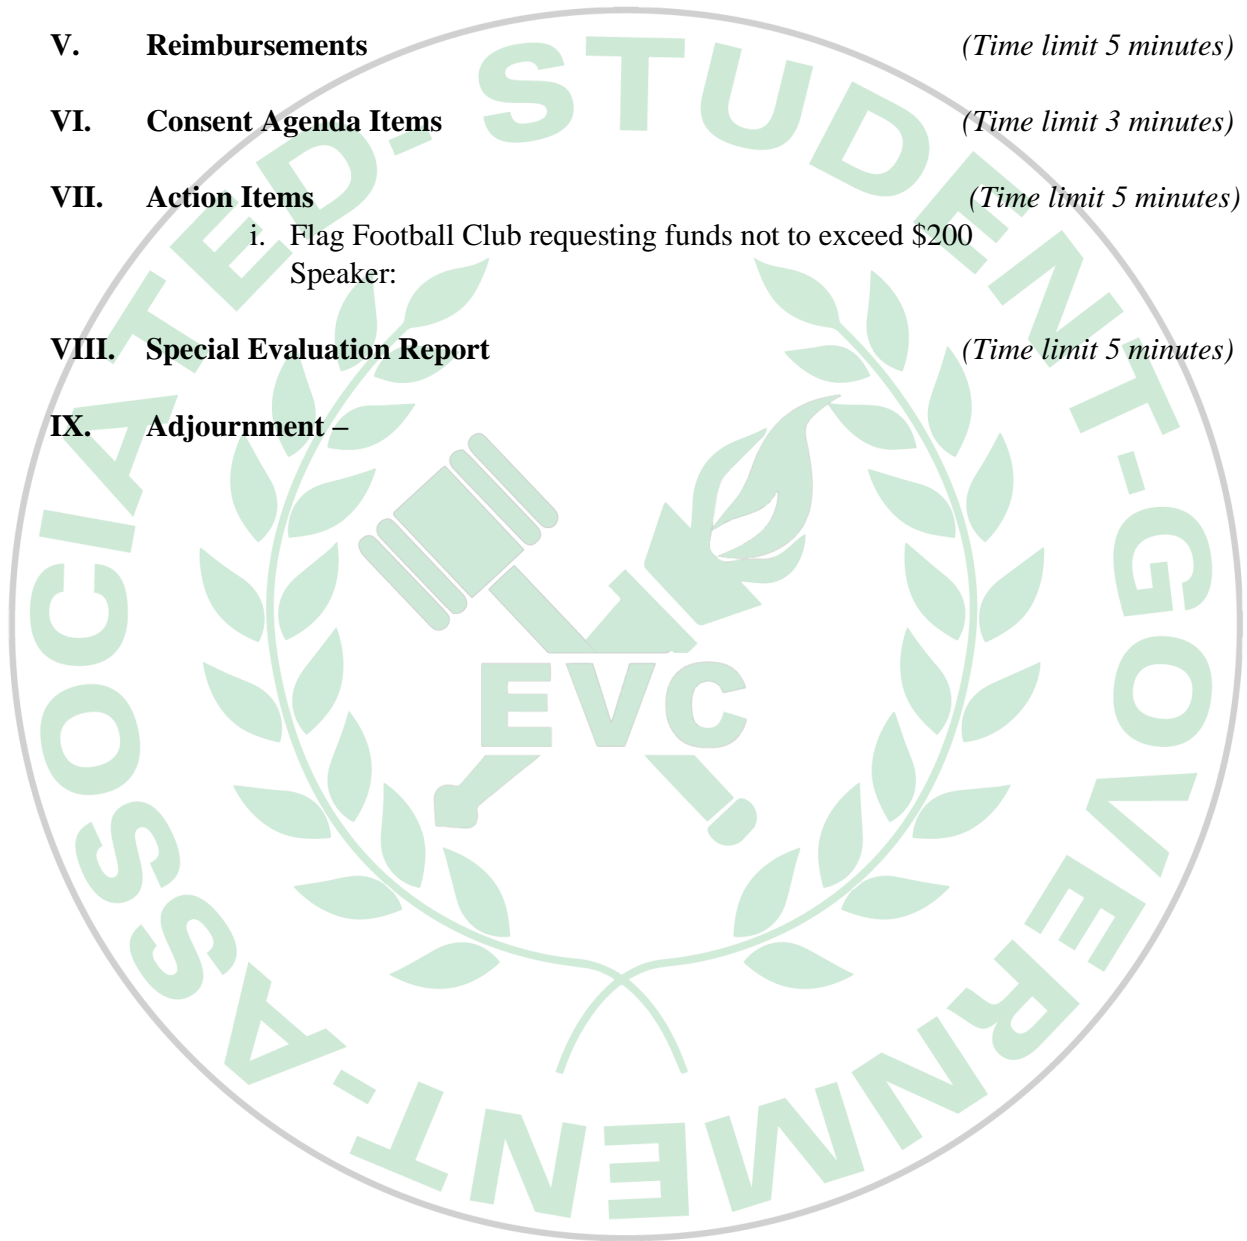 V. Reimbursements (Time limit 5 minutes)
VI. Consent Agenda Items (Time limit 3 minutes)
VII. Action Items (Time limit 5 minutes)
i. Flag Football Club requesting funds not to exceed $200
Speaker:
VIII. Special Evaluation Report (Time limit 5 minutes)
IX. Adjournment –
ASSOCIATED- STUDENT-GOVERNMENT-
EVC